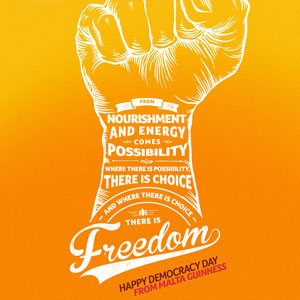 FROM
NOURISHMENT
AND ENERGY
COMES
POSSIBILITY
WHERE THERE IS POSSIBILITY,
THERE IS CHOICE
AND WHERE THERE IS CHOICE
THERE IS
Freedom
HAPPY DEMOCRACY DAY
FROM MALTA GUINNESS